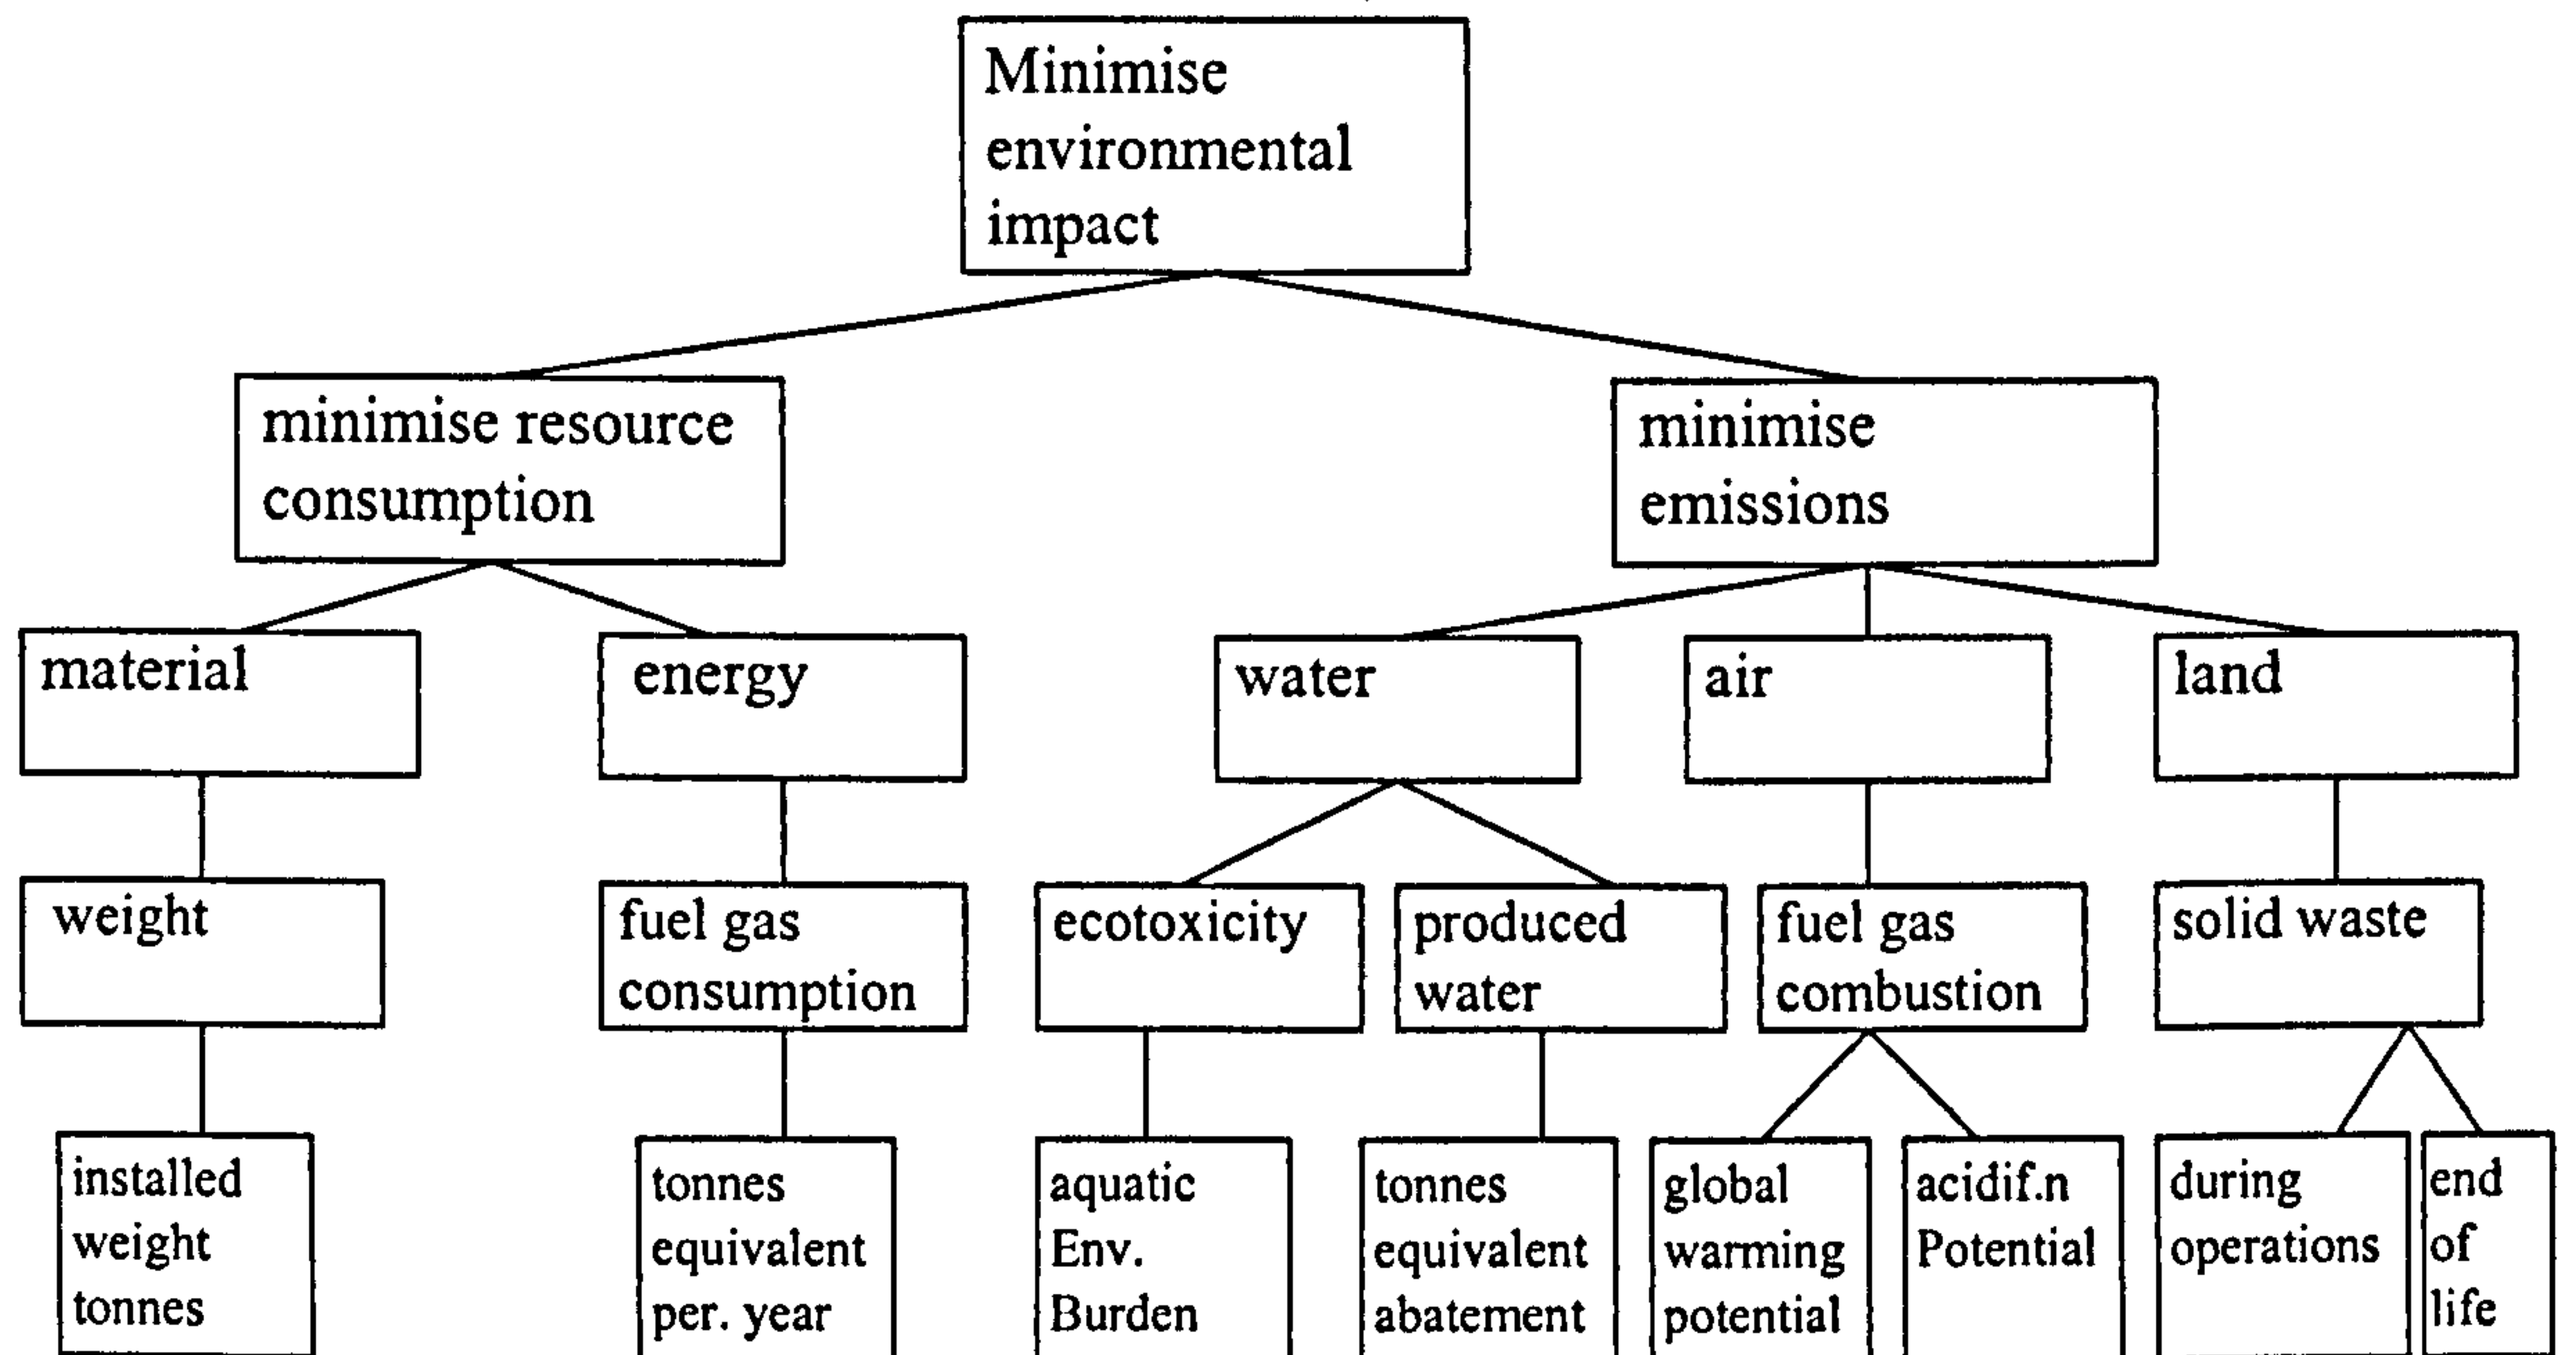 Minimise
environmental
impact
minimise resource
consumption
minimise
emissions
material
energy
water
air
land
weight
fuel gas
consumption
ecotoxicity
produced
water
fuel gas
combustion
solid waste
installed
weight
tonnes
tonnes
equivalent
per. year
aquatic
Env.
Burden
tonnes
equivalent
abatement
global
warming
potential
acidif.n
Potential
during
operations
end
of
life